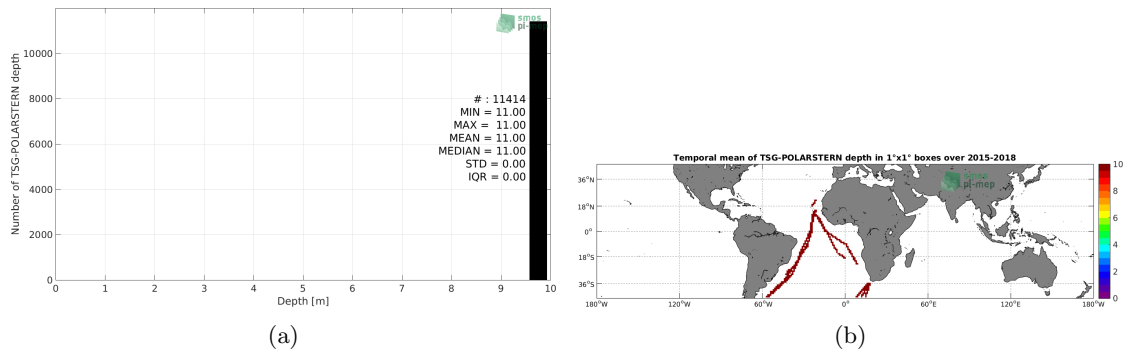 smos
pi-mep
Number of TSG-POLARSTERN depth
12000
10000
8000
6000
4000
2000
0
# : 11414
MIN = 11.00
MAX = 11.00
MEAN = 11.00
MEDIAN = 11.00
STD = 0.00
IQR = 0.00
0 1 2 3 4 5 6 7 8 9 10
Depth [m]
(a)
Temporal mean of TSG-POLARSTERN depth in 1°x1° boxes over 2015-2018
smos
pi-mep
36°N
18°N
0°
18°S
36°S
180°W 120°W 60°W 0° 60°E 120°E 180°W
10
8
6
4
2
0
(b)